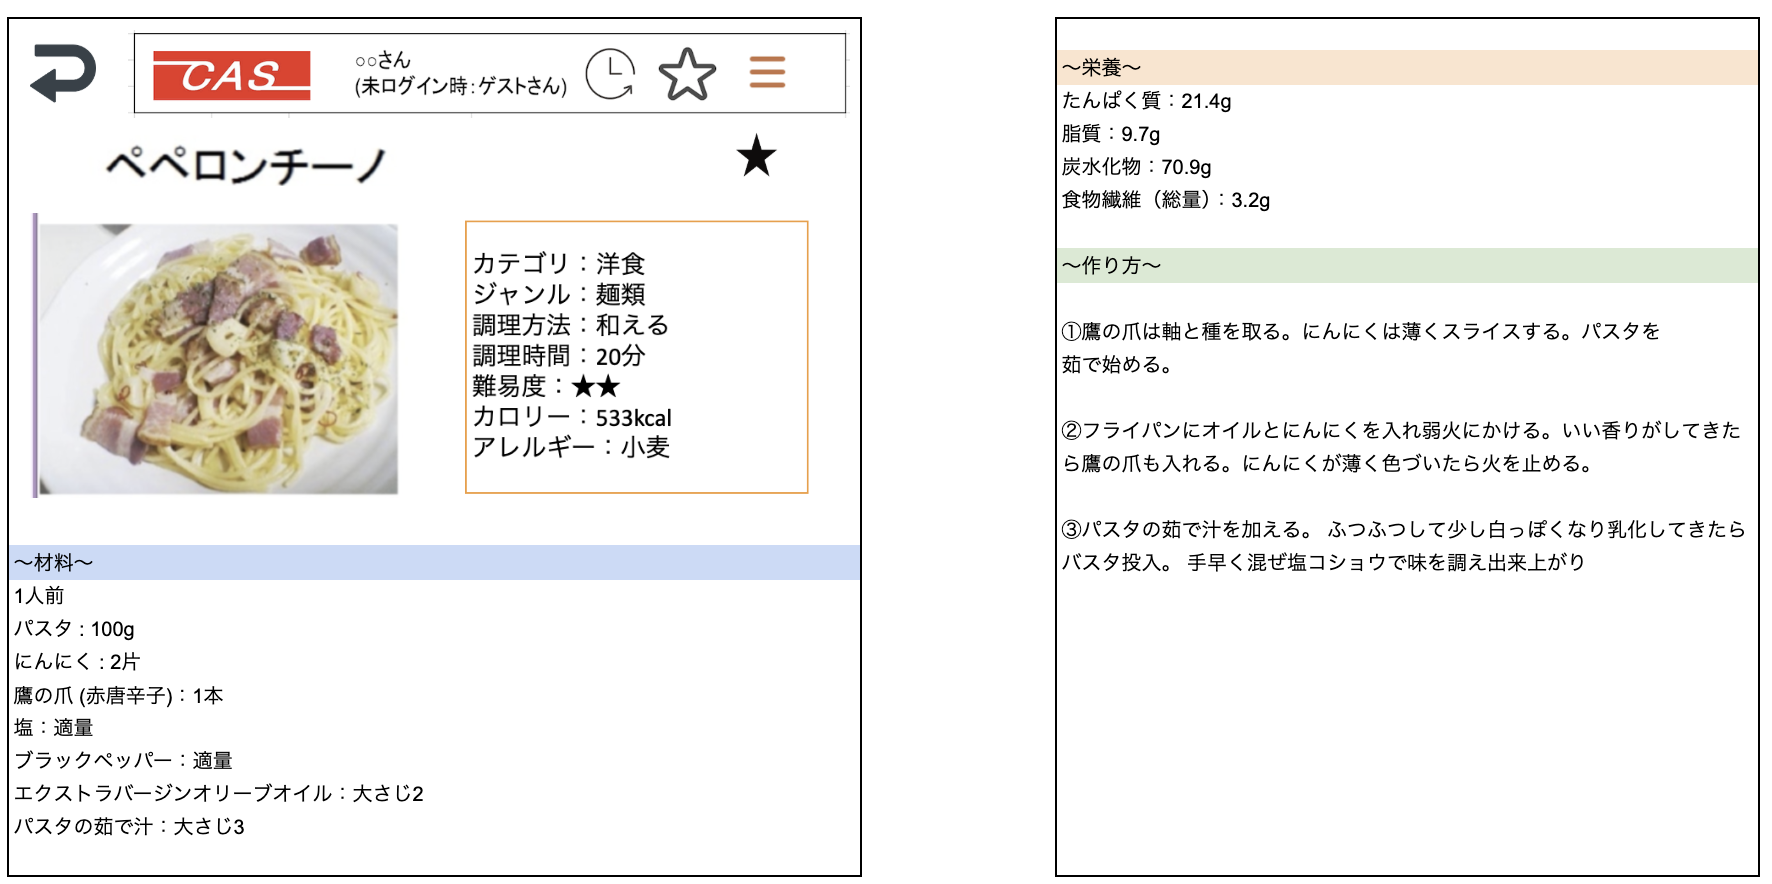 CAS
○○さん
(未ログイン時：ゲストさん)
ペペロンチーノ
★
カテゴリ：洋食
ジャンル：麺類
調理方法：和える
調理時間：20分
難易度：★★
カロリー：533kcal
アレルギー：小麦
～材料～
1人前
パスタ : 100g
にんにく : 2片
鷹の爪 (赤唐辛子)：1本
塩：適量
ブラックペッパー：適量
エクストラバージンオリーブオイル：大さじ2
パスタの茹で汁：大さじ3
～栄養～
たんぱく質：21.4g
脂質：9.7g
炭水化物：70.9g
食物繊維（総量）：3.2g
～作り方～
①鷹の爪は軸と種を取る。にんにくは薄くスライスする。パスタを
茹で始める。
②フライパンにオイルとにんにくを入れ弱火にかける。いい香りがしてきた
ら鷹の爪も入れる。にんにくが薄く色づいたら火を止める。
③パスタの茹で汁を加える。 ふつふつして少し白っぽくなり乳化してきたら
パスタ投入。 手早く混ぜ塩コショウで味を調え出来上がり